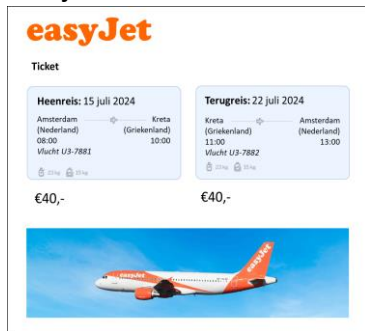 easyJet
Ticket
Heenreis: 15 juli 2024
Amsterdam Kreta
(Nederland) (Griekenland)
08:00 10:00
Vlucht U3-7881
€40,-
Terugreis: 22 juli 2024
Kreta Amsterdam
(Griekenland) (Nederland)
11:00 13:00
Vlucht U3-7882
€40,-
easyJet